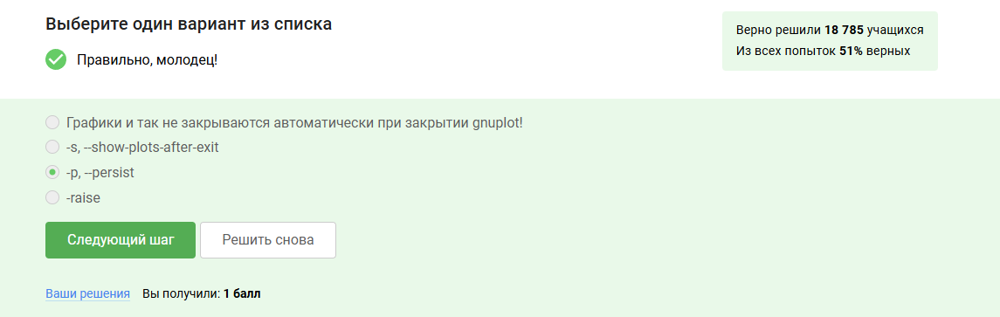 Выберите один вариант из списка
Правильно, молодец!
Верно решили 18 785 учащихся
Из всех попыток 51% верных
Графики и так не закрываются автоматически при закрытии gnuplot!
-s, --show-plots-after-exit
-p, --persist
-raise
Следующий шаг
Решить снова
Ваши решения Вы получили: 1 балл